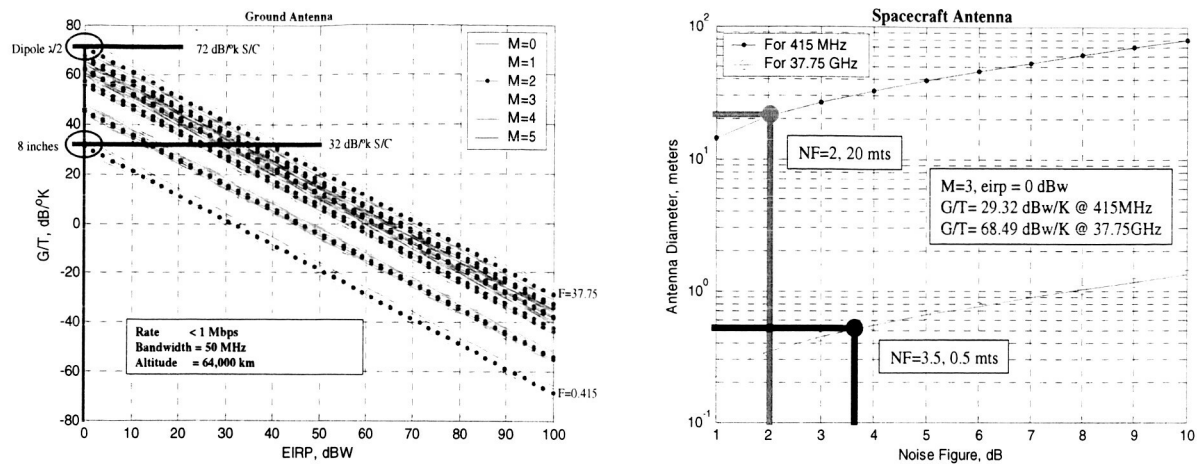 Ground Antenna
80
60
40
20
0
-20
-40
-60
-80
G/T, dB/ºK
Dipole λ/2
8 inches
72 dB/ºk S/C
32 dB/ºk S/C
M=0
M=1
M=2
M=3
M=4
M=5
F=37.75
F=0.415
Rate < 1 Mbps
Bandwidth = 50 MHz
Altitude = 64,000 km
0 10 20 30 40 50 60 70 80 90 100
EIRP, dBW
Spacecraft Antenna
10²
10¹
10⁰
10⁻¹
Antenna Diameter, meters
For 415 MHz
For 37.75 GHz
NF=2, 20 mts
M=3, eirp = 0 dBw
G/T= 29.32 dBw/K @ 415MHz
G/T= 68.49 dBw/K @ 37.75GHz
NF=3.5, 0.5 mts
1 2 3 4 5 6 7 8 9 10
Noise Figure, dB